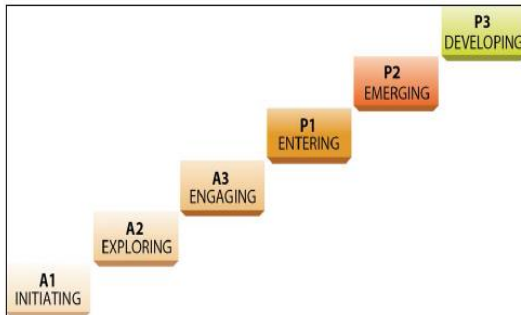 P3
DEVELOPING
P2
EMERGING
P1
ENTERING
A3
ENGAGING
A2
EXPLORING
A1
INITIATING